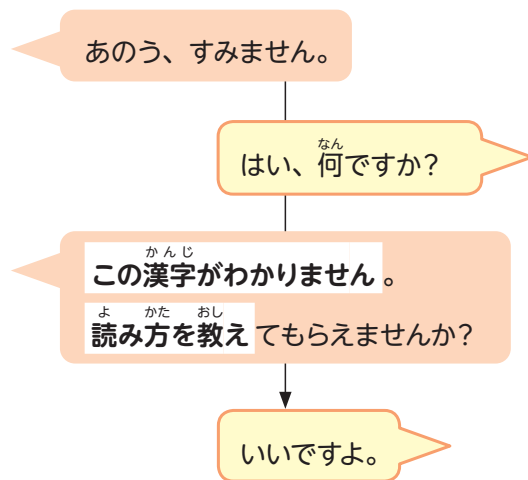 あのう、すみません。
なん
はい、何ですか？
かんじ
この漢字がわかりません。
よ かた おし
読み方を教えてもらえませんか？
いいですよ。